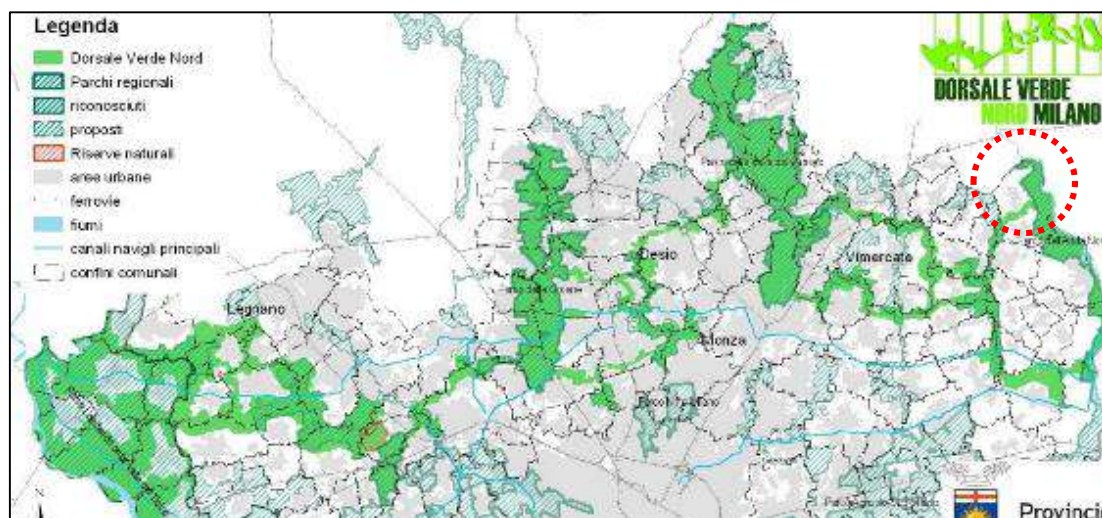 Legenda
Dorsale Verde Nord
Parchi regionali
riconosciuti
proposti
Riserve naturali
aree urbane
ferrovie
fiumi
canali navigli principali
confini comunali
DORSALE VERDE
NORD MILANO
Legnano
Desio
Vimercate
Monza
N
Provinci